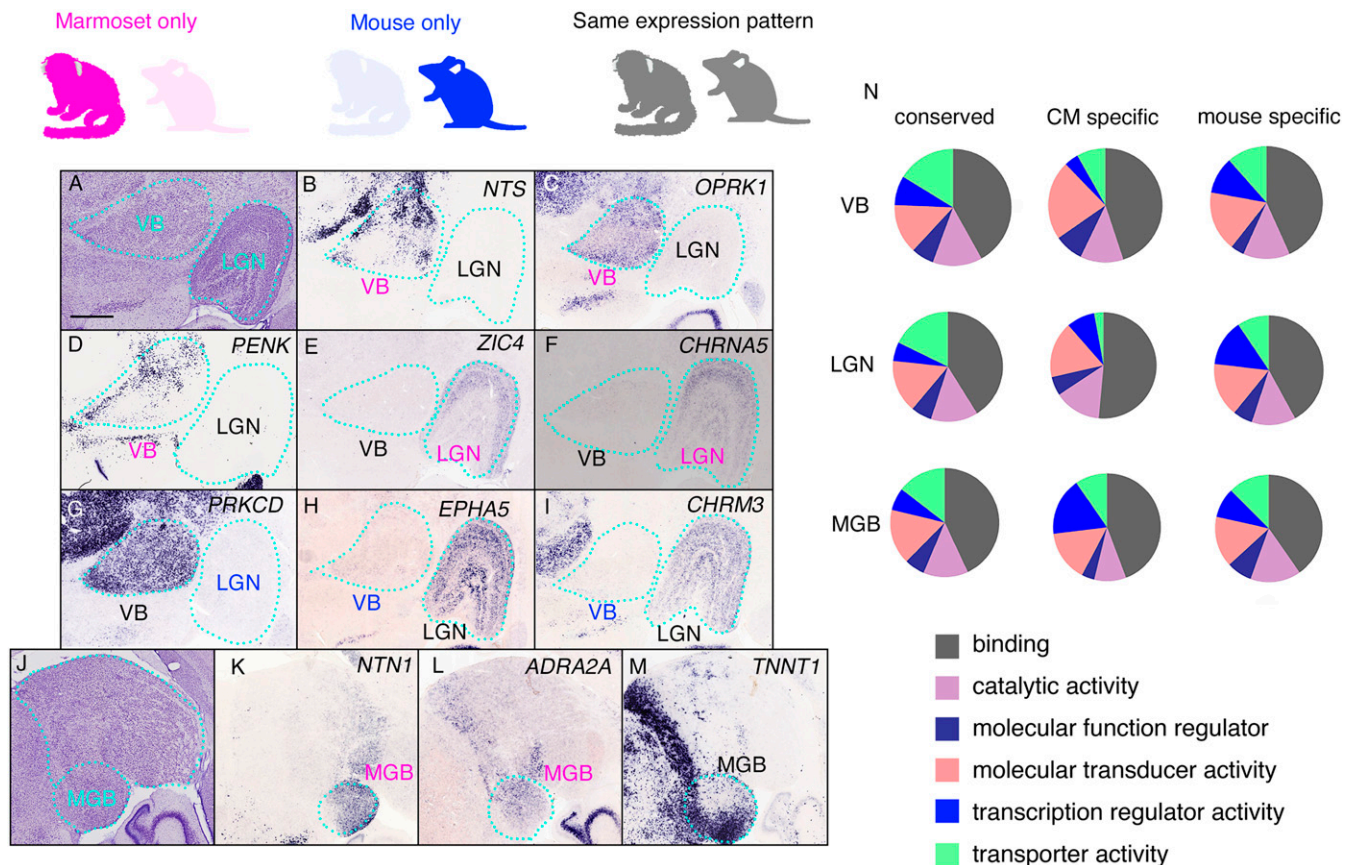 Marmoset only
Mouse only
Same expression pattern
A
VB
LGN
B
NTS
VB
LGN
C
OPRK1
VB
LGN
D
PENK
VB
LGN
E
ZIC4
VB
LGN
F
CHRNA5
VB
LGN
G
PRKCD
VB
LGN
H
EPHA5
VB
LGN
I
CHRM3
VB
LGN
J
MGB
K
NTN1
MGB
L
ADRA2A
MGB
M
TNNT1
MGB
N
conserved
CM specific
mouse specific
VB
LGN
MGB
binding
catalytic activity
molecular function regulator
molecular transducer activity
transcription regulator activity
transporter activity